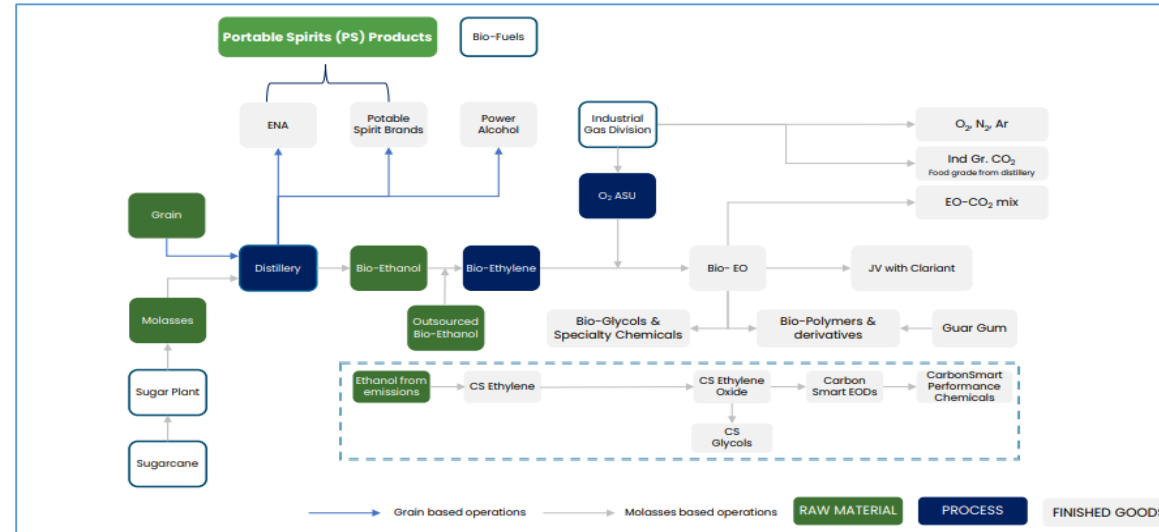 Portable Spirits (PS) Products
Bio-Fuels
ENA
Potable
Spirit Brands
Power
Alcohol
Industrial
Gas Division
O₂, N₂, Ar
Ind Gr. CO₂
Food grade from distillery
O₂ ASU
EO-CO₂ mix
Grain
Distillery
Bio-Ethanol
Bio-Ethylene
Bio- EO
JV with Clariant
Molasses
Outsourced
Bio-Ethanol
Bio-Glycols &
Specialty Chemicals
Bio-Polymers &
derivatives
Guar Gum
Sugar Plant
Ethanol from
emissions
CS Ethylene
CS Ethylene
Oxide
Carbon
Smart EODs
CarbonSmart
Performance
Chemicals
CS
Glycols
Sugarcane
Grain based operations
Molasses based operations
RAW MATERIAL
PROCESS
FINISHED GOODS